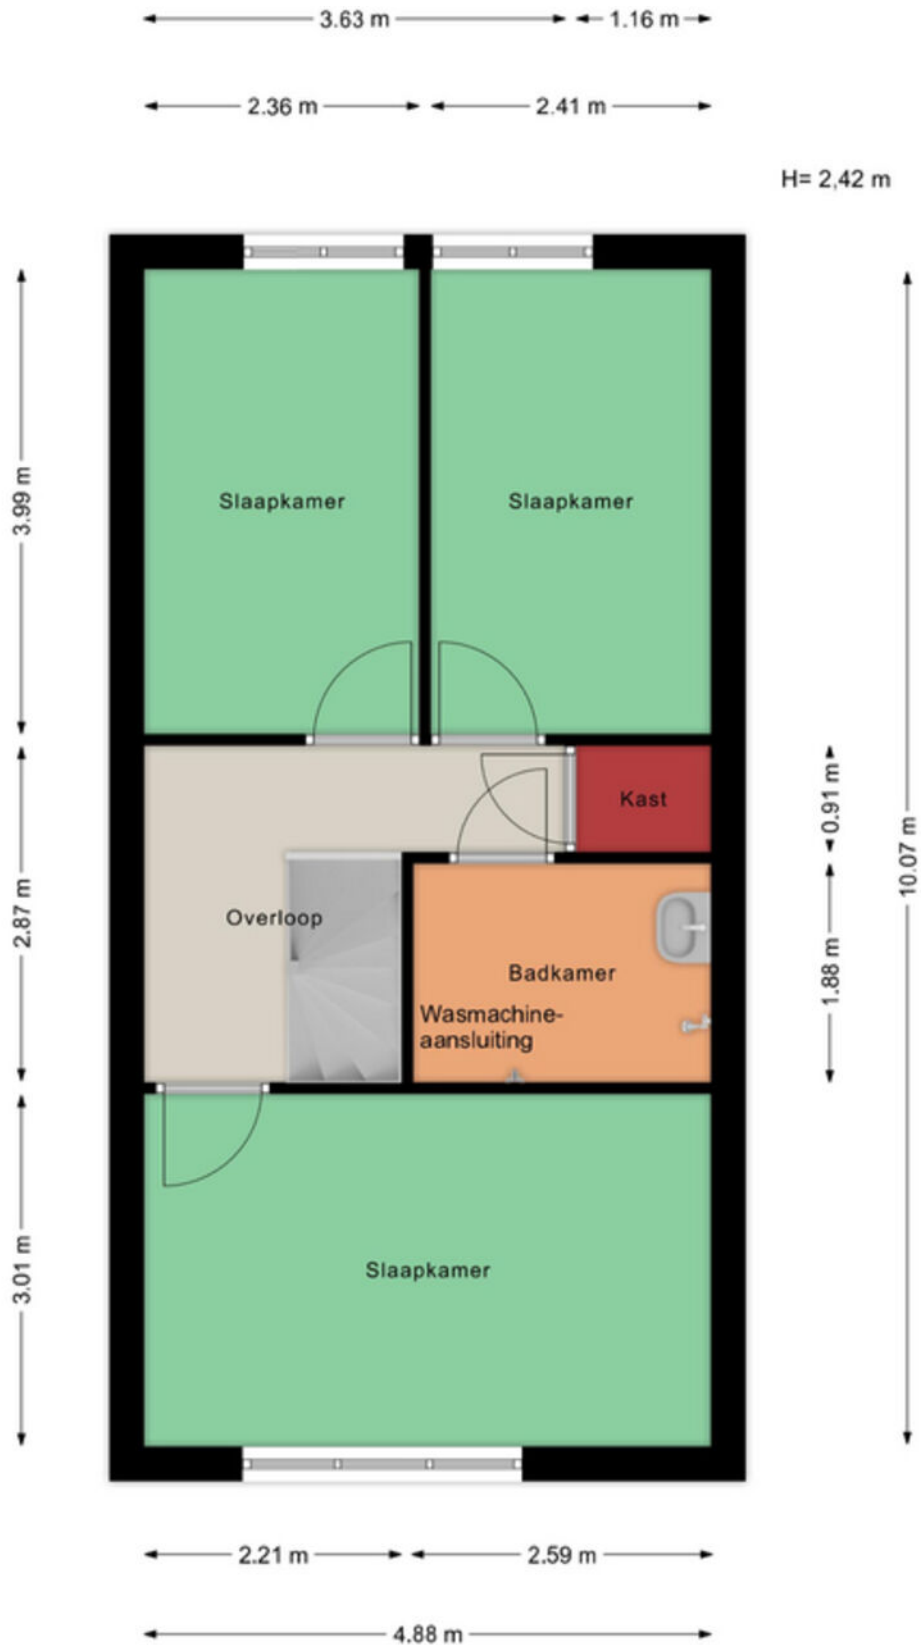 3.63 m
1.16 m
2.36 m
2.41 m
H= 2,42 m
3.99 m
Slaapkamer
Slaapkamer
Kast
0.91 m
10.07 m
2.87 m
Overloop
Badkamer
1.88 m
Wasmachine-
aansluiting
3.01 m
Slaapkamer
2.21 m
2.59 m
4.88 m